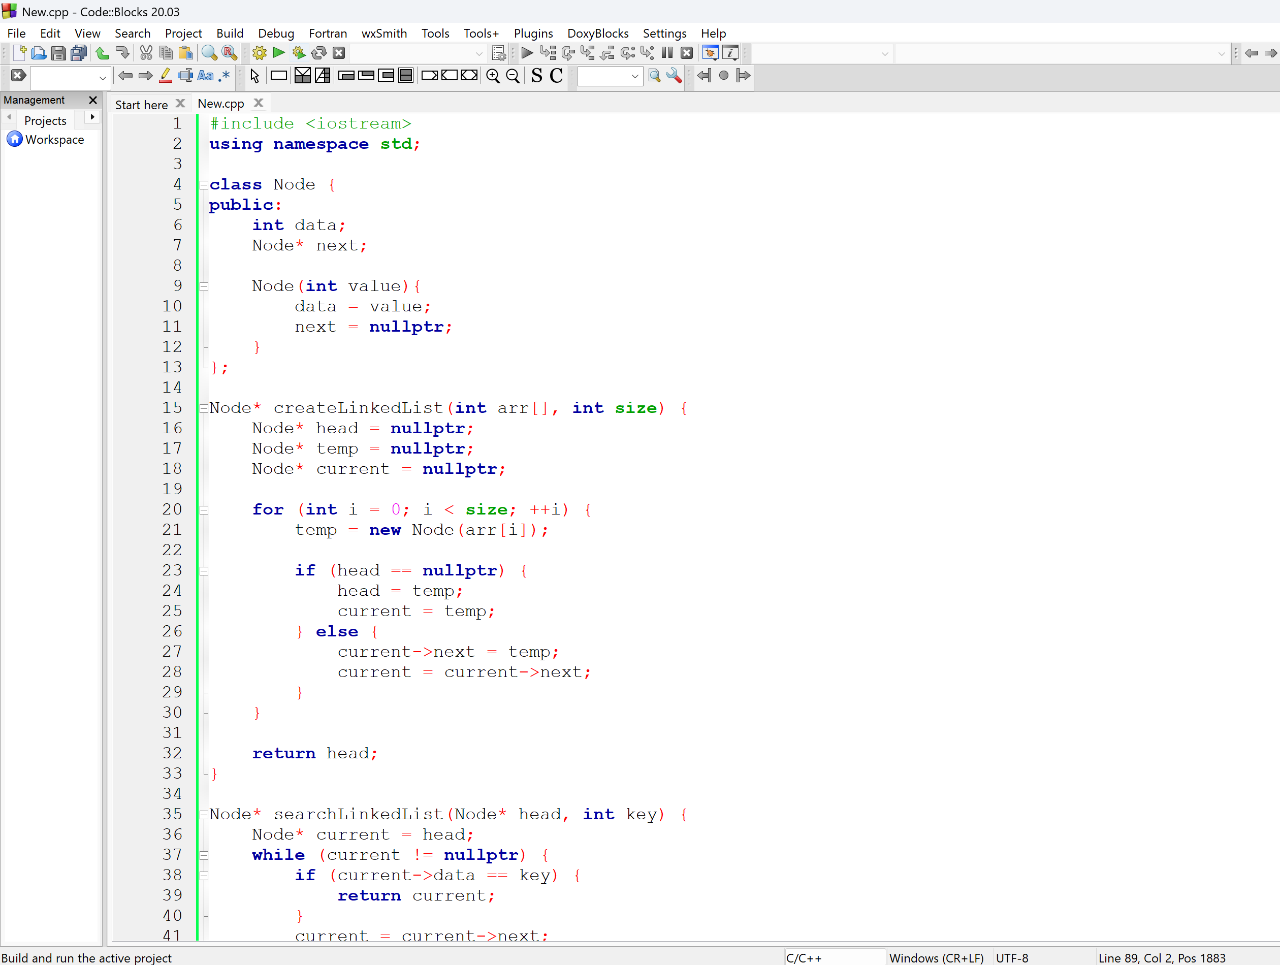 New.cpp - Code::Blocks 20.03
File Edit View Search Project Build Debug Fortran wxSmith Tools Tools+ Plugins DoxyBlocks Settings Help
Aa .* S C
Management
Start here New.cpp
Projects
Workspace
1 #include <iostream>
2 using namespace std;
3
4 class Node {
5 public:
6     int data;
7     Node* next;
8
9     Node(int value){
10         data = value;
11         next = nullptr;
12     }
13 };
14
15 Node* createLinkedList(int arr[], int size) {
16     Node* head = nullptr;
17     Node* temp = nullptr;
18     Node* current = nullptr;
19
20     for (int i = 0; i < size; ++i) {
21         temp = new Node(arr[i]);
22
23         if (head == nullptr) {
24             head = temp;
25             current = temp;
26         } else {
27             current->next = temp;
28             current = current->next;
29         }
30     }
31
32     return head;
33 }
34
35 Node* searchLinkedList(Node* head, int key) {
36     Node* current = head;
37     while (current != nullptr) {
38         if (current->data == key) {
39             return current;
40         }
41         current = current->next;
Build and run the active project C/C++ Windows (CR+LF) UTF-8 Line 89, Col 2, Pos 1883